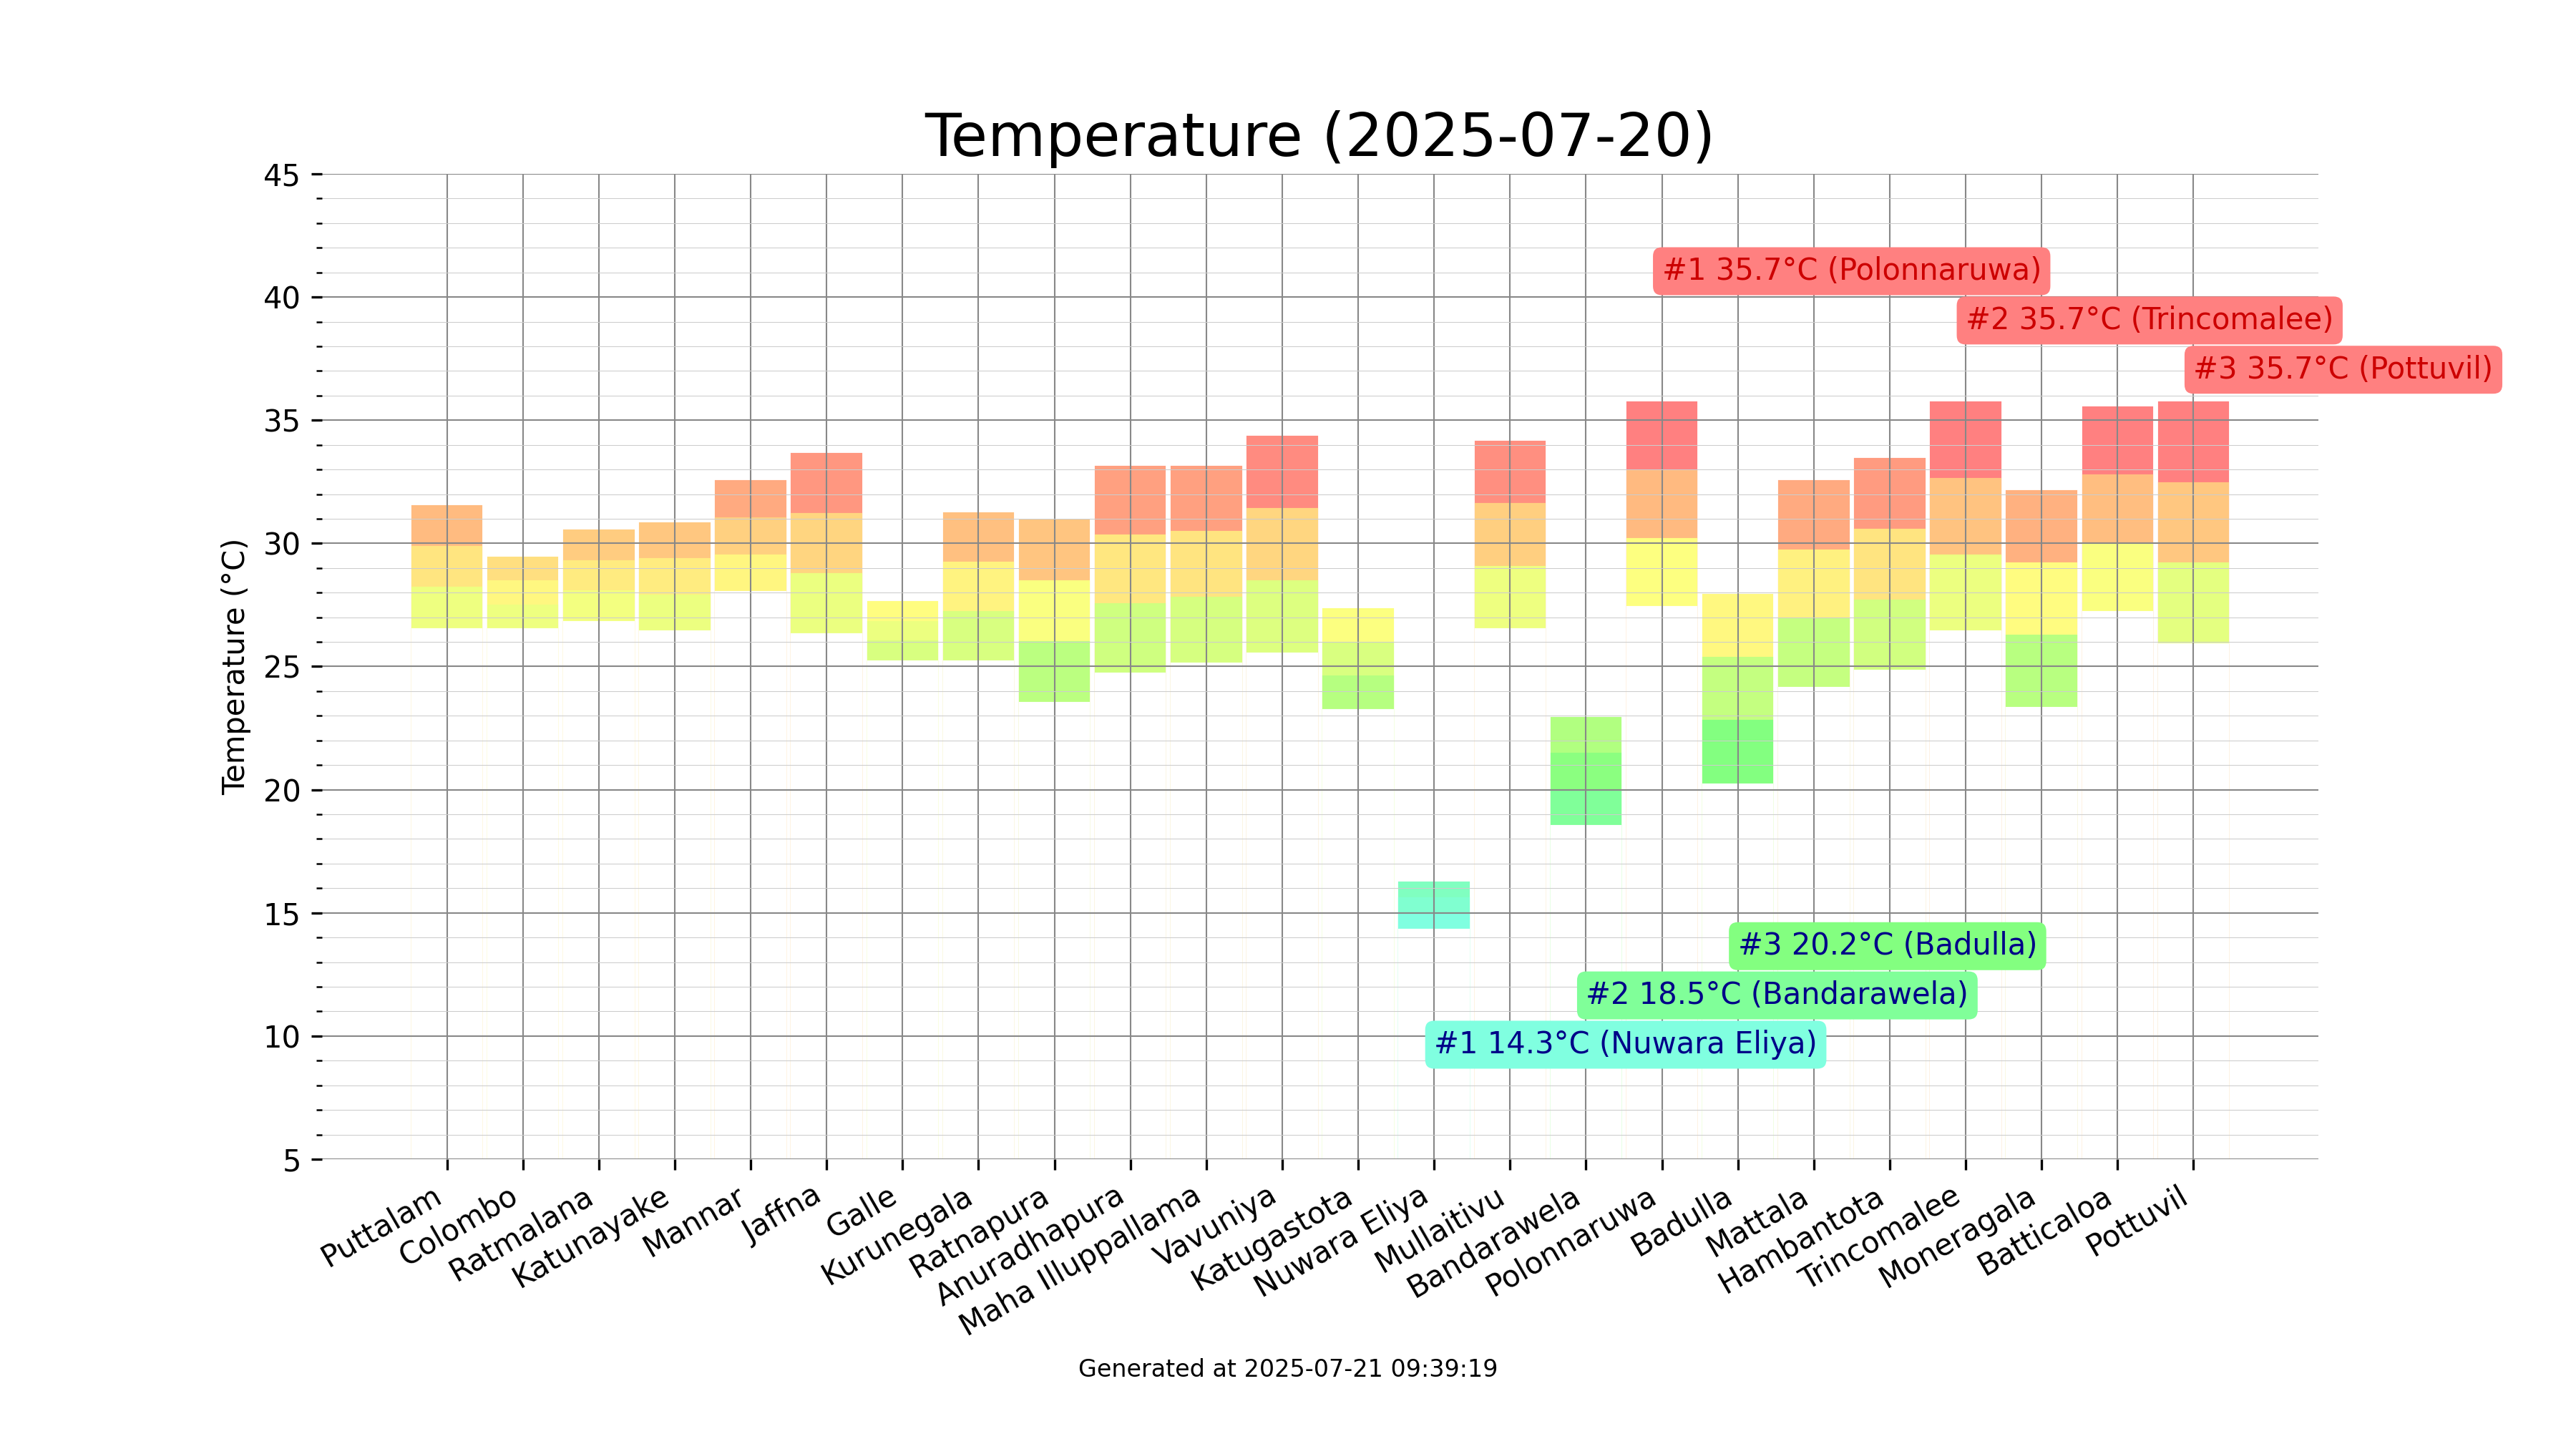 Temperature (2025-07-20)
45
40
35
30
25
20
15
10
5
Temperature (°C)
#1 35.7°C (Polonnaruwa)
#2 35.7°C (Trincomalee)
#3 35.7°C (Pottuvil)
#3 20.2°C (Badulla)
#2 18.5°C (Bandarawela)
#1 14.3°C (Nuwara Eliya)
Puttalam
Colombo
Ratmalana
Katunayake
Mannar
Jaffna
Galle
Kurunegala
Ratnapura
Anuradhapura
Maha Illuppallama
Vavuniya
Katugastota
Nuwara Eliya
Mullaitivu
Bandarawela
Polonnaruwa
Badulla
Mattala
Hambantota
Trincomalee
Moneragala
Batticaloa
Pottuvil
Generated at 2025-07-21 09:39:19